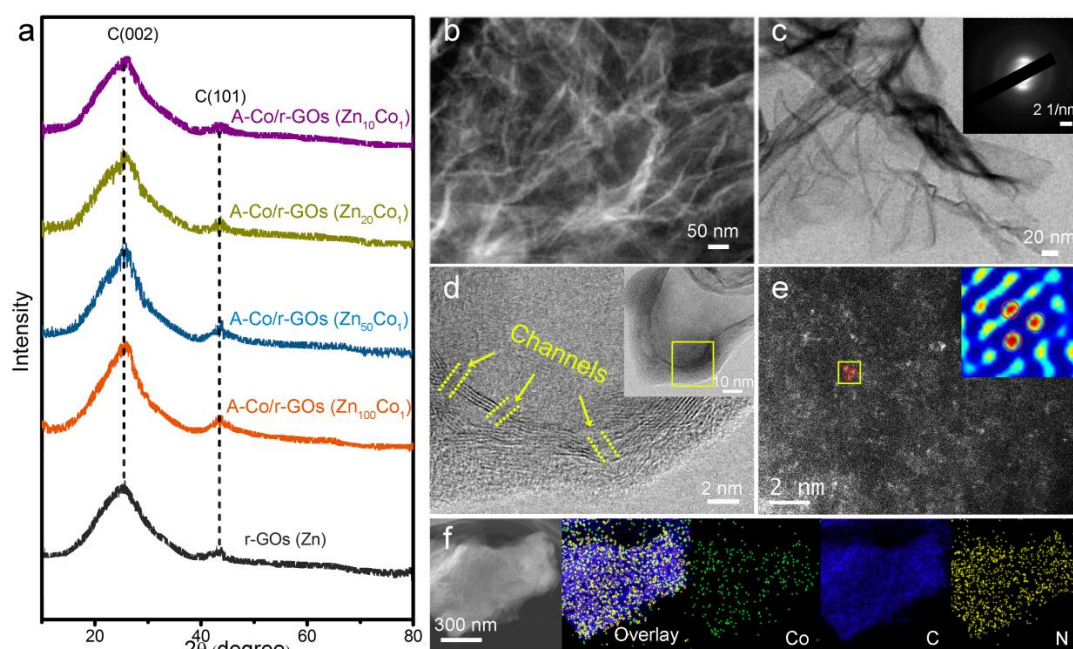 a
C(002)
C(101)
A-Co/r-GOs (Zn₁₀Co₁)
A-Co/r-GOs (Zn₂₀Co₁)
A-Co/r-GOs (Zn₅₀Co₁)
A-Co/r-GOs (Zn₁₀₀Co₁)
r-GOs (Zn)
Intensity
20 40 60 80
2θ (degree)
b
50 nm
c
2 1/nm
20 nm
d
Channels
10 nm
2 nm
e
2 nm
f
300 nm
Overlay
Co
C
N